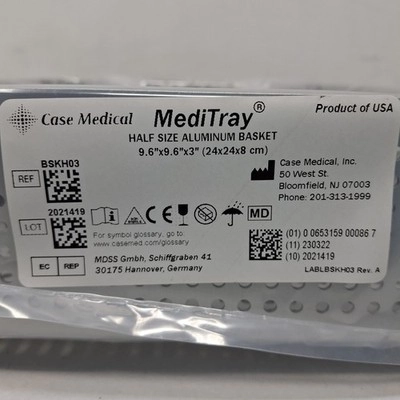 Case Medical
MediTray®
Product of USA
HALF SIZE ALUMINUM BASKET
9.6"x9.6"x3" (24x24x8 cm)
REF
BSKH03
Case Medical, Inc.
50 West St.
Bloomfield, NJ 07003
Phone: 201-313-1999
LOT
2021419
MD
For symbol glossary, go to:
www.casemed.com/glossary
(01) 0 0653159 00086 7
(11) 230322
(10) 2021419
EC REP
MDSS Gmbh, Schiffgraben 41
30175 Hannover, Germany
LABLBSKH03 Rev. A